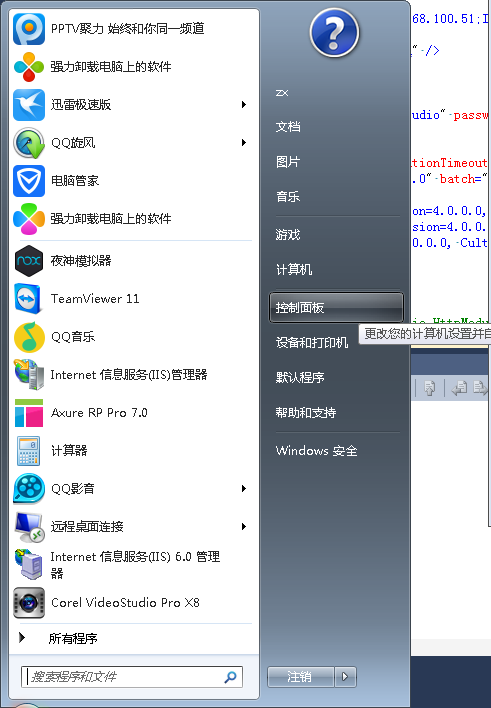 PPTV聚力 始终和你同一频道
强力卸载电脑上的软件
迅雷极速版
QQ旋风
电脑管家
强力卸载电脑上的软件
nox
夜神模拟器
TeamViewer 11
QQ音乐
Internet 信息服务(IIS)管理器
Axure RP Pro 7.0
计算器
QQ影音
远程桌面连接
Internet 信息服务(IIS) 6.0 管理
器
Corel VideoStudio Pro X8
所有程序
搜索程序和文件
zx
文档
图片
音乐
游戏
计算机
控制面板
设备和打印机
默认程序
帮助和支持
Windows 安全
注销
更改您的计算机设置并自
68.100.51;I
" />
udio" passw
ationTimeout
.0" batch="
on=4.0.0.0,
sion=4.0.0.
0.0.0, Cult
io.HttpModu